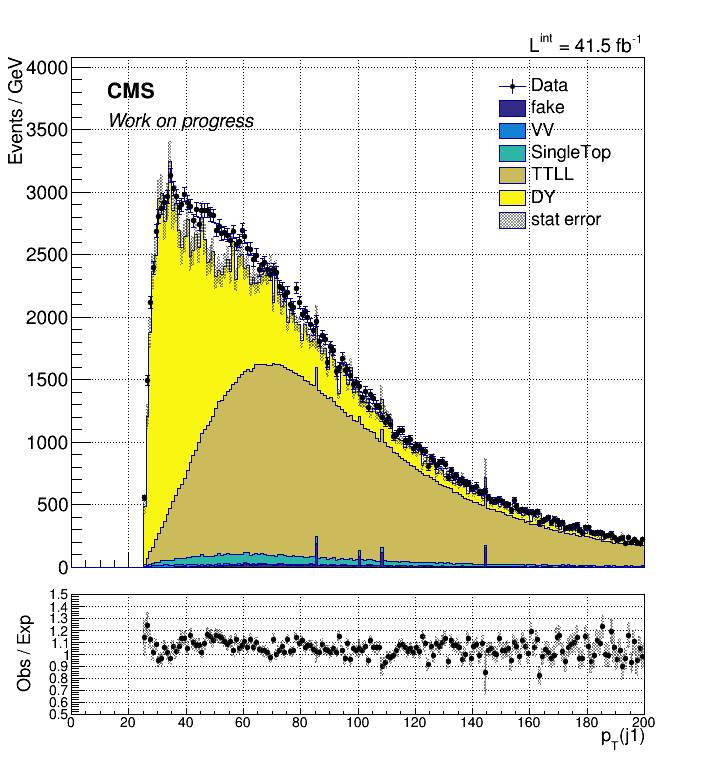 L^int = 41.5 fb^-1
Events / GeV
4000
3500
3000
2500
2000
1500
1000
500
0
CMS
Work on progress
Data
fake
VV
SingleTop
TTLL
DY
stat error
Obs / Exp
1.5
1.4
1.3
1.2
1.1
1
0.9
0.8
0.7
0.6
0.5
0 20 40 60 80 100 120 140 160 180 200
p_T(j1)